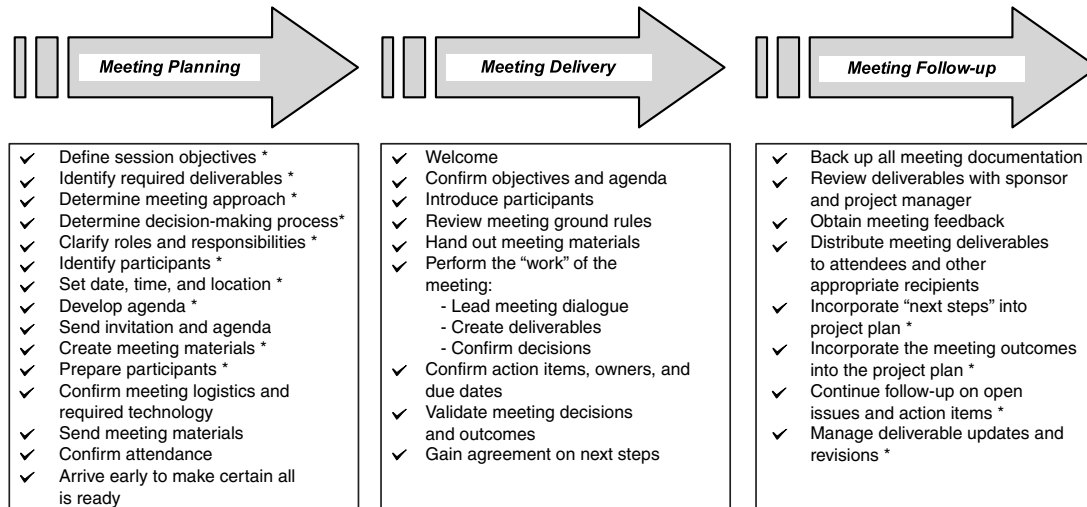 Meeting Planning
Meeting Delivery
Meeting Follow-up
✓ Define session objectives *
✓ Identify required deliverables *
✓ Determine meeting approach *
✓ Determine decision-making process*
✓ Clarify roles and responsibilities *
✓ Identify participants *
✓ Set date, time, and location *
✓ Develop agenda *
✓ Send invitation and agenda
✓ Create meeting materials *
✓ Prepare participants *
✓ Confirm meeting logistics and
required technology
✓ Send meeting materials
✓ Confirm attendance
✓ Arrive early to make certain all
is ready
✓ Welcome
✓ Confirm objectives and agenda
✓ Introduce participants
✓ Review meeting ground rules
✓ Hand out meeting materials
✓ Perform the “work” of the
meeting:
- Lead meeting dialogue
- Create deliverables
- Confirm decisions
✓ Confirm action items, owners, and
due dates
✓ Validate meeting decisions
and outcomes
✓ Gain agreement on next steps
✓ Back up all meeting documentation
✓ Review deliverables with sponsor
and project manager
✓ Obtain meeting feedback
✓ Distribute meeting deliverables
to attendees and other
appropriate recipients
✓ Incorporate “next steps” into
project plan *
✓ Incorporate the meeting outcomes
into the project plan *
✓ Continue follow-up on open
issues and action items *
✓ Manage deliverable updates and
revisions *